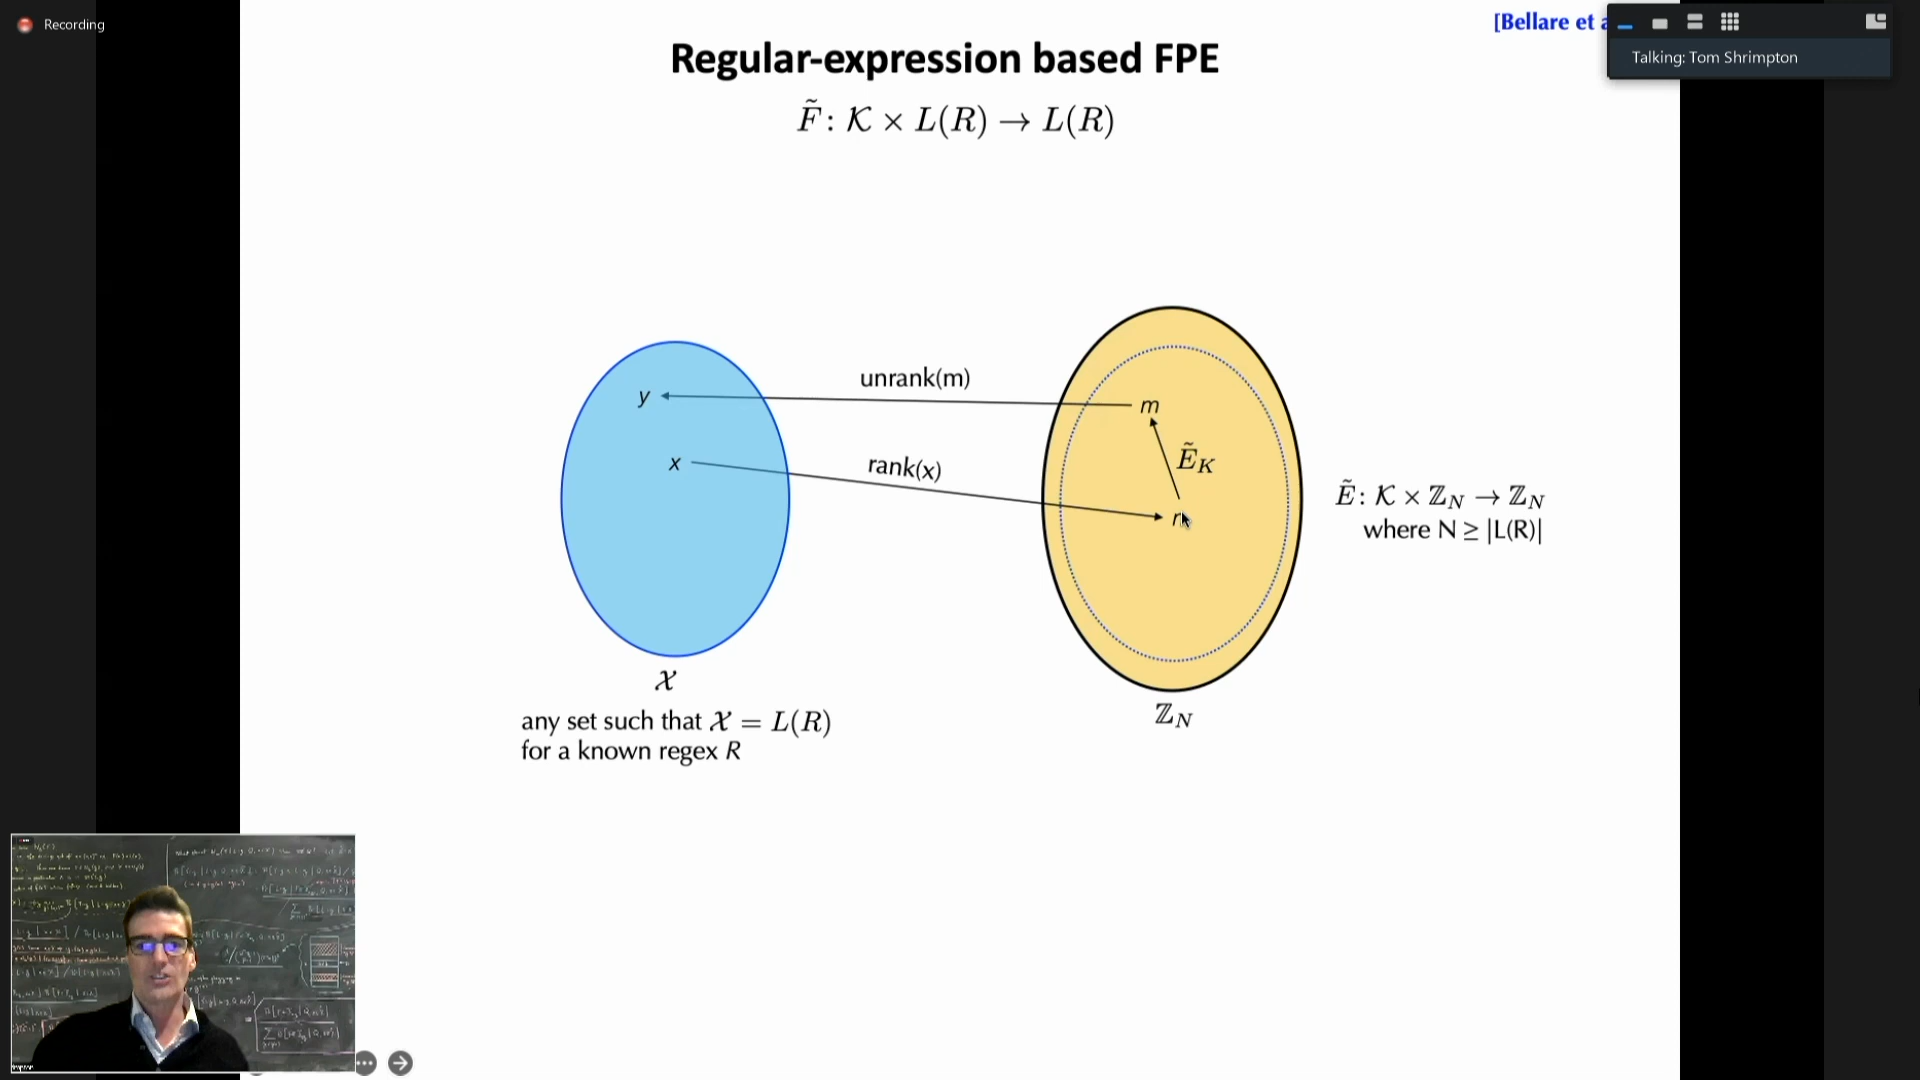 Recording
[Bellare et
Talking: Tom Shrimpton
Regular-expression based FPE
F̃: 𝒦 × L(R) → L(R)
unrank(m)
y
m
Ẽ_K
x
rank(x)
r
Ẽ: 𝒦 × ℤ_N → ℤ_N
where N ≥ |L(R)|
𝒳
ℤ_N
any set such that 𝒳 = L(R)
for a known regex R